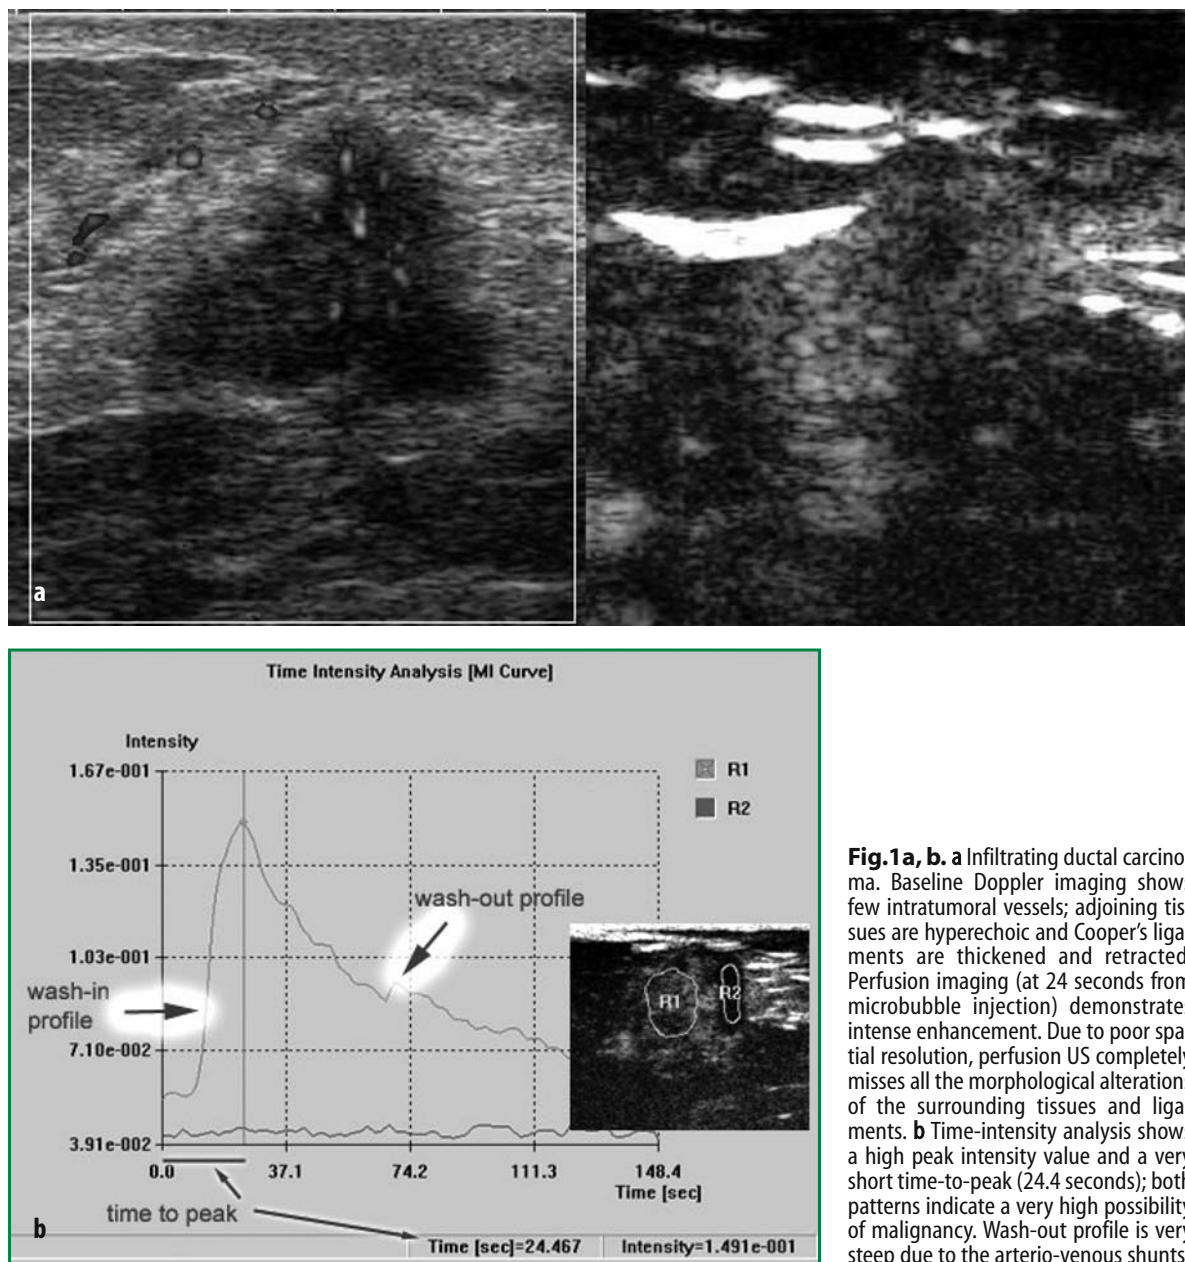 a
Time Intensity Analysis [MI Curve]
Intensity
1.67e-001
R1
R2
1.35e-001
wash-out profile
1.03e-001
wash-in
profile
R1
R2
7.10e-002
3.91e-002
0.0 37.1 74.2 111.3 148.4
Time [sec]
time to peak
b
Time [sec]=24.467 Intensity=1.491e-001
Fig.1a, b. a Infiltrating ductal carcino
ma. Baseline Doppler imaging show
few intratumoral vessels; adjoining tis
sues are hyperechoic and Cooper's liga
ments are thickened and retracted
Perfusion imaging (at 24 seconds from
microbubble injection) demonstrate
intense enhancement. Due to poor spa
tial resolution, perfusion US completely
misses all the morphological alteration
of the surrounding tissues and liga
ments. b Time-intensity analysis show
a high peak intensity value and a very
short time-to-peak (24.4 seconds); both
patterns indicate a very high possibility
of malignancy. Wash-out profile is very
steep due to the arterio-venous shunts